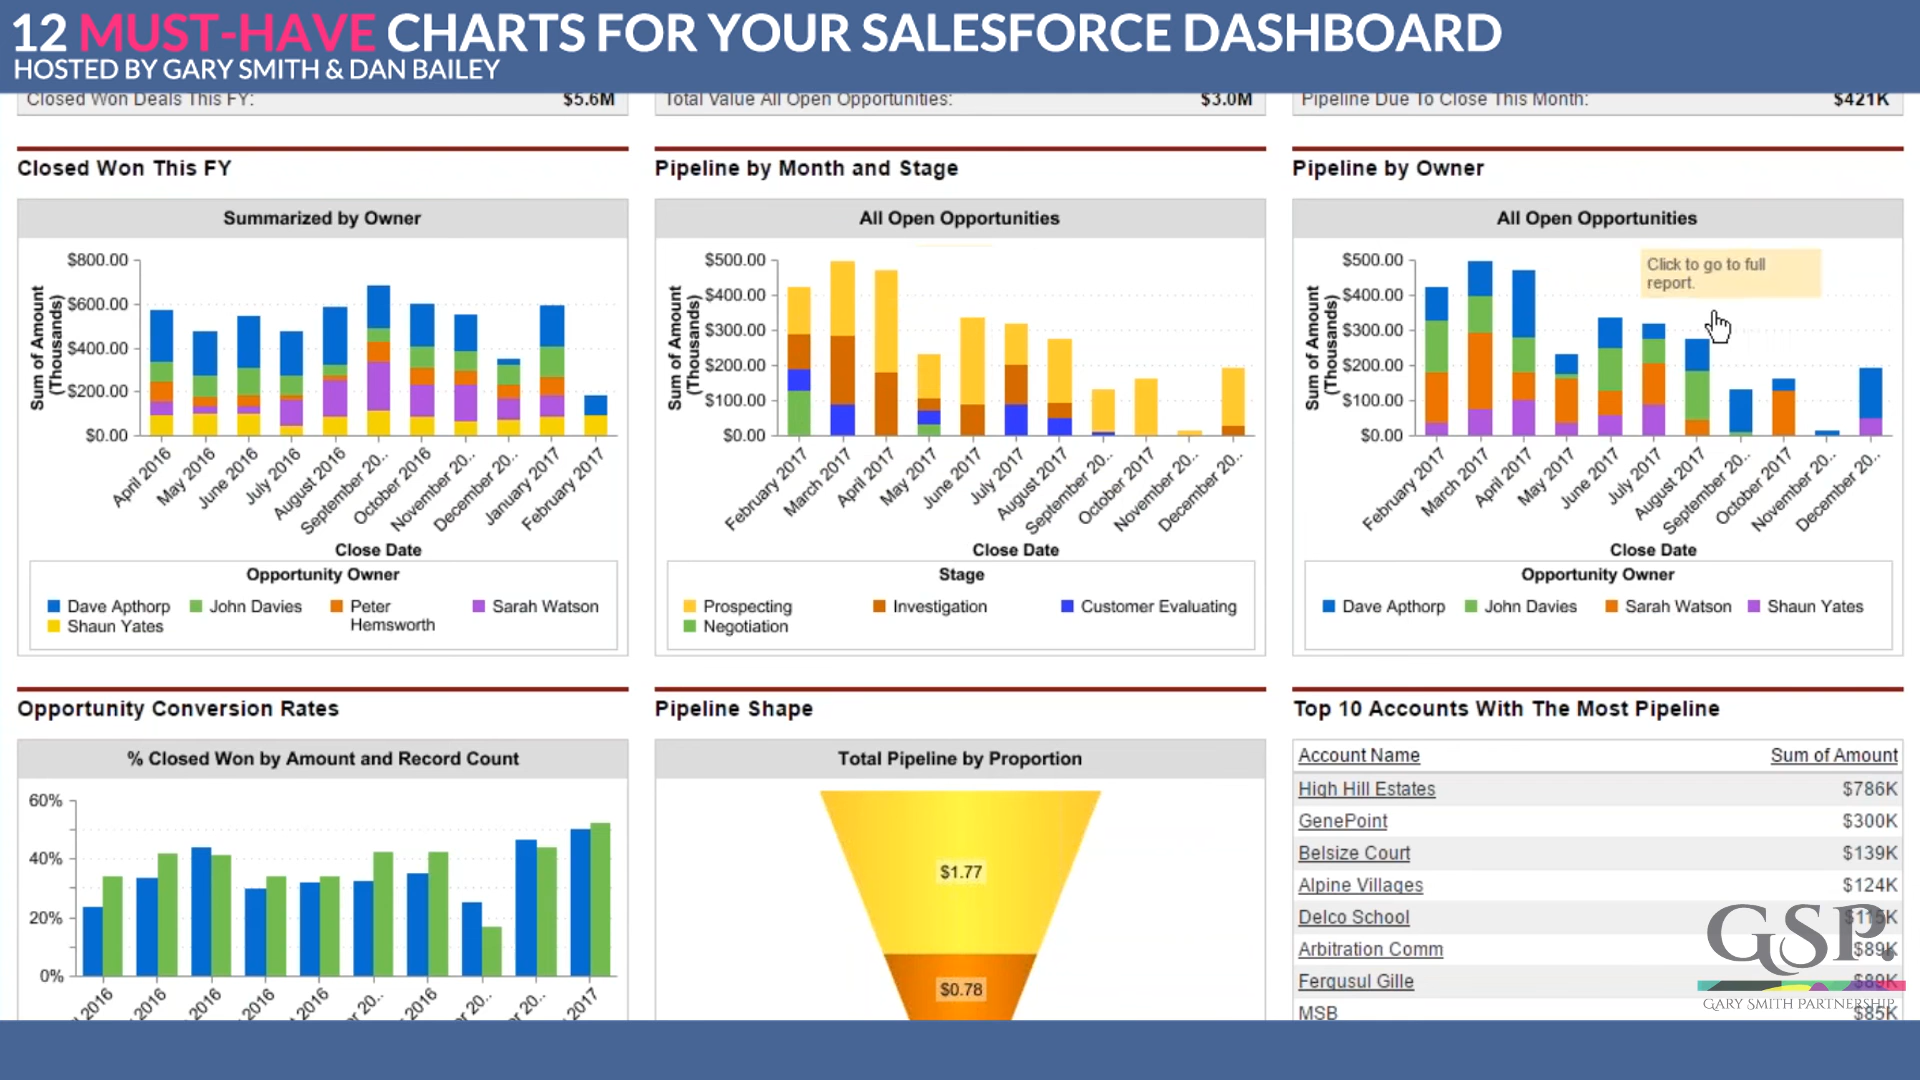 12 MUST-HAVE CHARTS FOR YOUR SALESFORCE DASHBOARD
HOSTED BY GARY SMITH & DAN BAILEY
Closed Won Deals This FY: $5.6M
Total Value All Open Opportunities: $3.0M
Pipeline Due To Close This Month: $421K
Closed Won This FY
Summarized by Owner
Sum of Amount
(Thousands)
$800.00
$600.00
$400.00
$200.00
$0.00
April 2016
May 2016
June 2016
July 2016
August 2016
September 20..
October 2016
November 20..
December 20..
January 2017
February 2017
Close Date
Opportunity Owner
Dave Apthorp
John Davies
Peter
Hemsworth
Sarah Watson
Shaun Yates
Pipeline by Month and Stage
All Open Opportunities
Sum of Amount
(Thousands)
$500.00
$400.00
$300.00
$200.00
$100.00
$0.00
February 2017
March 2017
April 2017
May 2017
June 2017
July 2017
August 2017
September 20..
October 2017
November 20..
December 20..
Close Date
Stage
Prospecting
Investigation
Customer Evaluating
Negotiation
Pipeline by Owner
All Open Opportunities
Click to go to full
report.
Sum of Amount
(Thousands)
$500.00
$400.00
$300.00
$200.00
$100.00
$0.00
February 2017
March 2017
April 2017
May 2017
June 2017
July 2017
August 2017
September 20..
October 2017
November 20..
December 20..
Close Date
Opportunity Owner
Dave Apthorp
John Davies
Sarah Watson
Shaun Yates
Opportunity Conversion Rates
% Closed Won by Amount and Record Count
60%
40%
20%
0%
2016
2016
2016
2016
2016
r 20..
2016
20..
r 20..
2017
Pipeline Shape
Total Pipeline by Proportion
$1.77
$0.78
Top 10 Accounts With The Most Pipeline
Account Name Sum of Amount
High Hill Estates $786K
GenePoint $300K
Belsize Court $139K
Alpine Villages $124K
Delco School $115K
Arbitration Comm $89K
Fergusul Gille $89K
MSB $85K
GSP.
GARY SMITH PARTNERSHIP